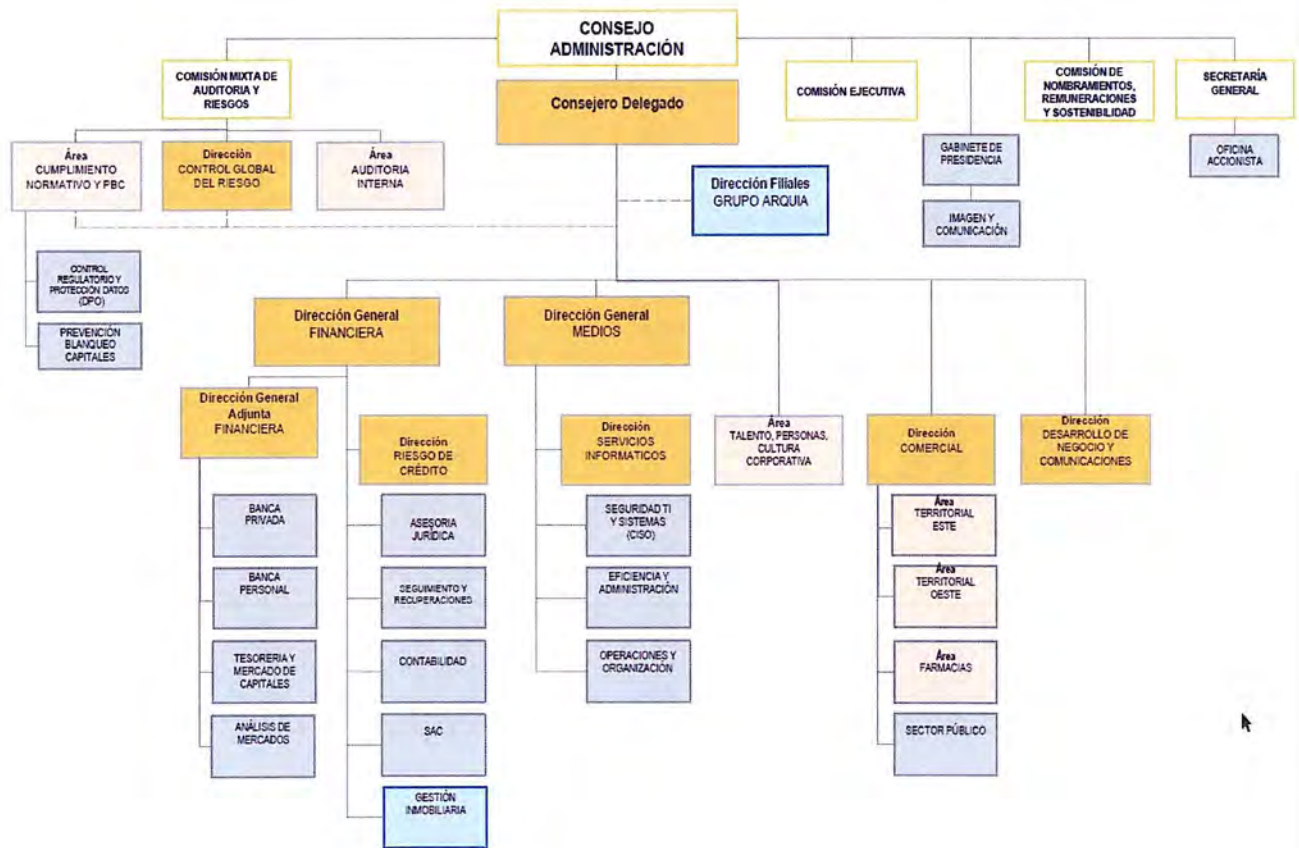 CONSEJO
ADMINISTRACIÓN
COMISIÓN MIXTA DE
AUDITORIA Y
RIESGOS
Consejero Delegado
COMISIÓN EJECUTIVA
COMISIÓN DE
NOMBRAMIENTOS,
REMUNERACIONES
Y SOSTENIBILIDAD
SECRETARÍA
GENERAL
Área
CUMPLIMIENTO
NORMATIVO Y PBC
Dirección
CONTROL GLOBAL
DEL RIESGO
Área
AUDITORIA
INTERNA
GABINETE DE
PRESIDENCIA
OFICINA
ACCIONISTA
Dirección Filiales
GRUPO ARQUIA
IMAGEN Y
COMUNICACIÓN
CONTROL
REGULATORIO Y
PROTECCIÓN DATOS
(DPO)
PREVENCIÓN
BLANQUEO
CAPITALES
Dirección General
FINANCIERA
Dirección General
MEDIOS
Dirección General
Adjunta
FINANCIERA
Dirección
RIESGO DE
CRÉDITO
Dirección
SERVICIOS
INFORMATICOS
Área
TALENTO, PERSONAS,
CULTURA
CORPORATIVA
Dirección
COMERCIAL
Dirección
DESARROLLO DE
NEGOCIO Y
COMUNICACIONES
BANCA
PRIVADA
ASESORIA
JURÍDICA
SEGURIDAD TI
Y SISTEMAS
(CISO)
Área
TERRITORIAL
ESTE
BANCA
PERSONAL
SEGUIMIENTO Y
RECUPERACIONES
EFICIENCIA Y
ADMINISTRACIÓN
Área
TERRITORIAL
OESTE
TESORERIA Y
MERCADO DE
CAPITALES
CONTABILIDAD
OPERACIONES Y
ORGANIZACIÓN
Área
FARMACIAS
ANÁLISIS DE
MERCADOS
SAC
SECTOR PÚBLICO
GESTIÓN
INMOBILIARIA